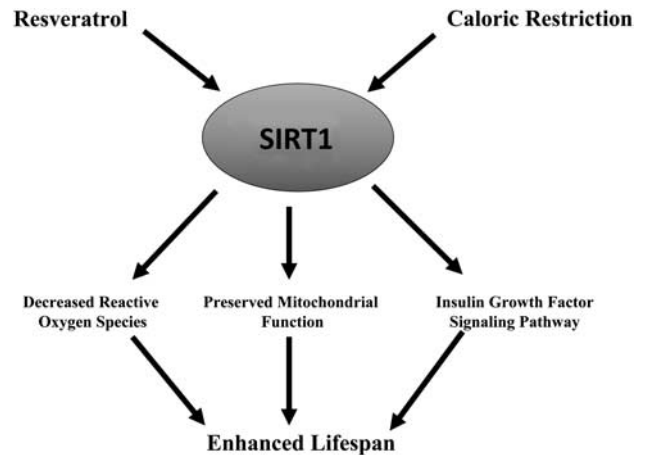 Resveratrol
Caloric Restriction
SIRT1
Decreased Reactive
Oxygen Species
Preserved Mitochondrial
Function
Insulin Growth Factor
Signaling Pathway
Enhanced Lifespan